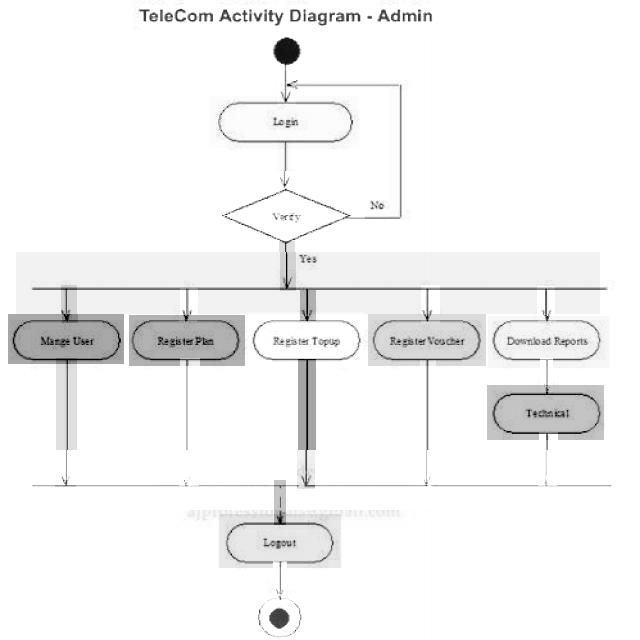 TeleCom Activity Diagram - Admin
Login
Verify
No
Yes
Mange User
Register Plan
Register Topup
Register Voucher
Download Reports
Technical
Logout